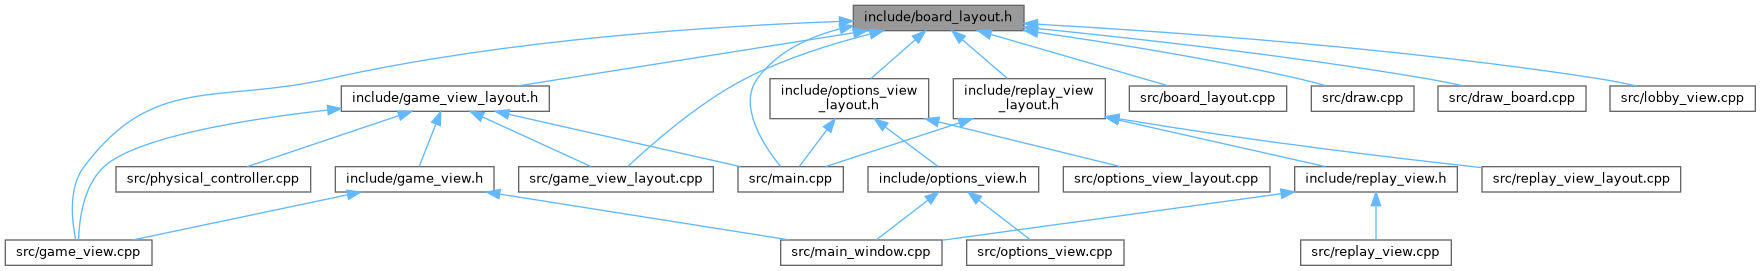 include/board_layout.h
include/game_view_layout.h
include/options_view
_layout.h
include/replay_view
_layout.h
src/board_layout.cpp
src/draw.cpp
src/draw_board.cpp
src/lobby_view.cpp
src/physical_controller.cpp
include/game_view.h
src/game_view_layout.cpp
src/main.cpp
include/options_view.h
src/options_view_layout.cpp
include/replay_view.h
src/replay_view_layout.cpp
src/game_view.cpp
src/main_window.cpp
src/options_view.cpp
src/replay_view.cpp